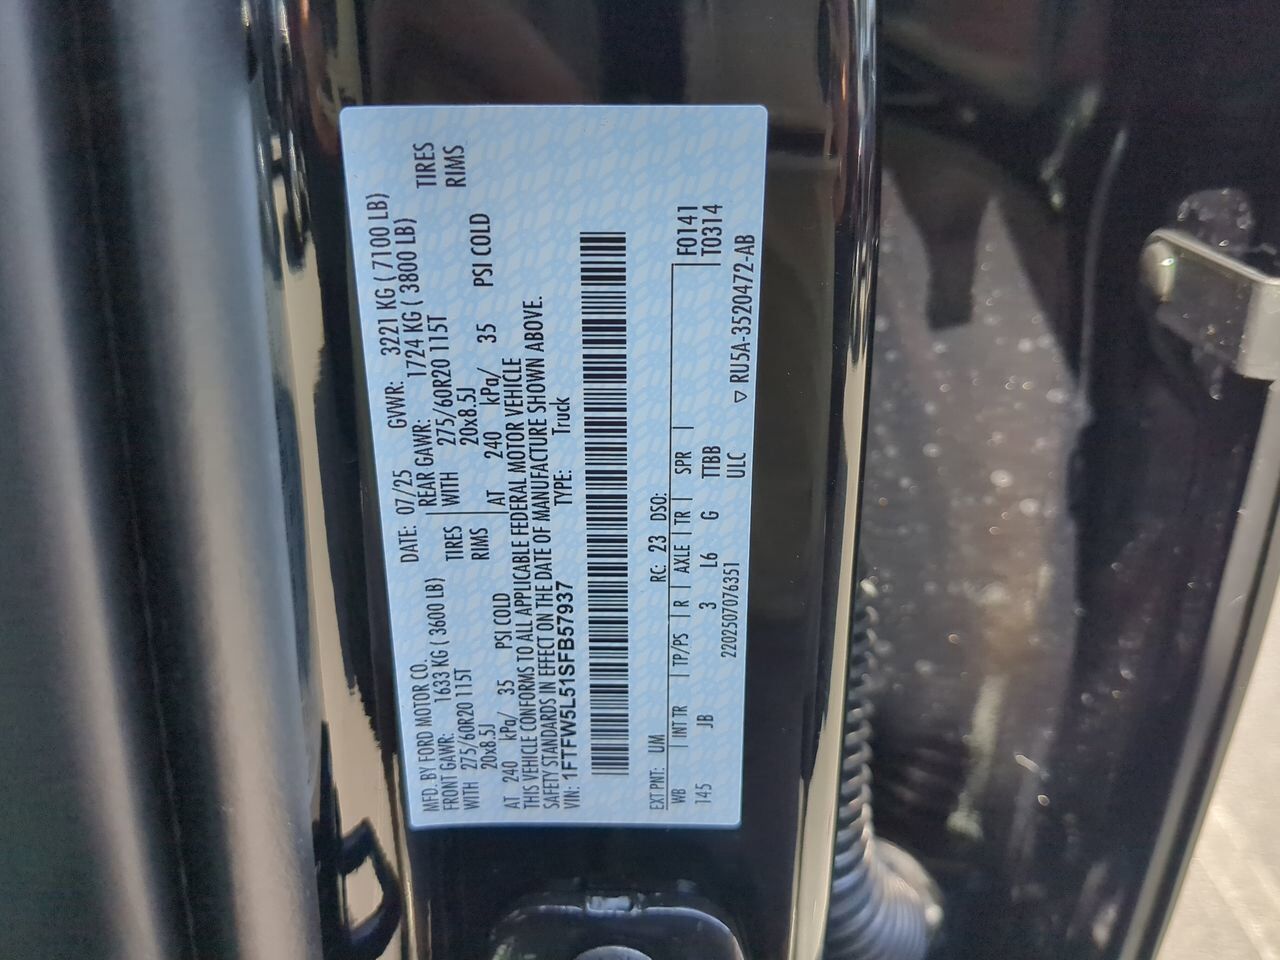 MFD. BY FORD MOTOR CO. DATE: 07/25 GVWR: 3221 KG ( 7100 LB)
FRONT GAWR: 1633 KG ( 3600 LB) REAR GAWR: 1724 KG ( 3800 LB)
WITH 275/60R20 115T TIRES WITH 275/60R20 115T TIRES
20x8.5J RIMS 20x8.5J RIMS
AT 240 kPa/ 35 PSI COLD AT 240 kPa/ 35 PSI COLD
THIS VEHICLE CONFORMS TO ALL APPLICABLE FEDERAL MOTOR VEHICLE
SAFETY STANDARDS IN EFFECT ON THE DATE OF MANUFACTURE SHOWN ABOVE.
VIN: 1FTFW5L51SFB57937 TYPE: Truck
EXT PNT: UM RC: 23 DSO:
WB INT TR TP/PS R AXLE TR SPR F0141
145 JB 3 L6 G TTBB T0314
2202507076351 ULC
▽ RU5A-3520472-AB